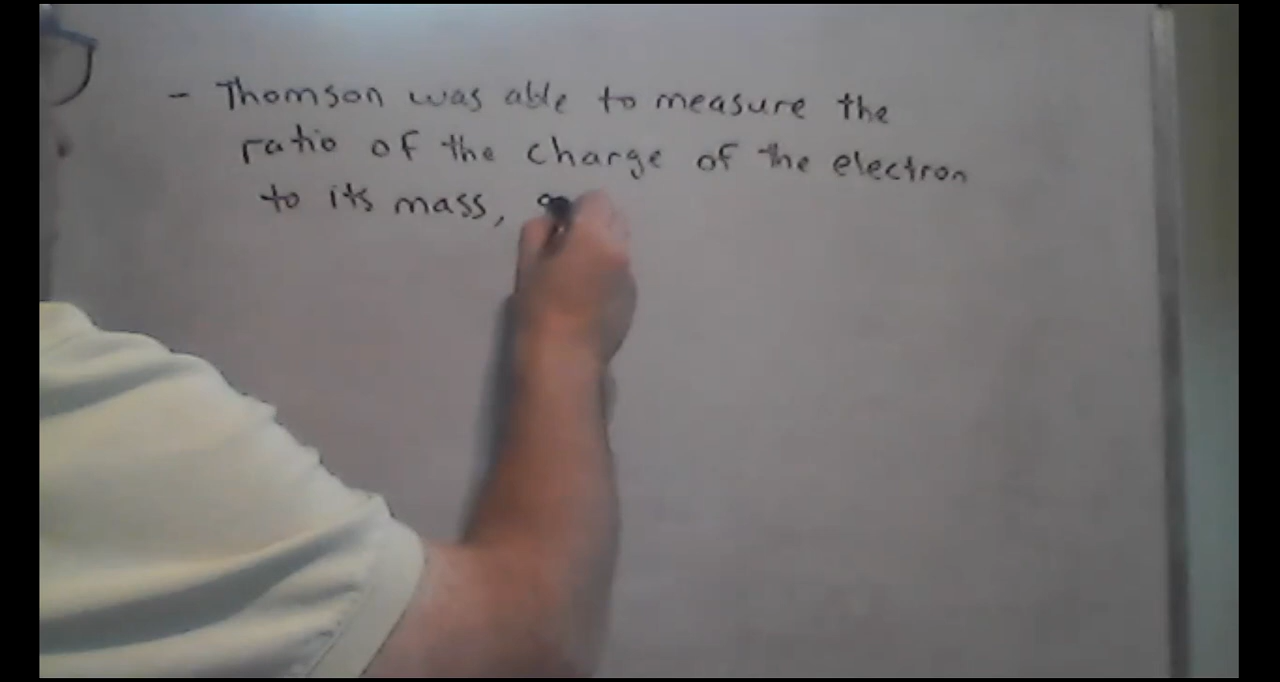 - Thomson was able to measure the
ratio of the charge of the electron
to its mass,